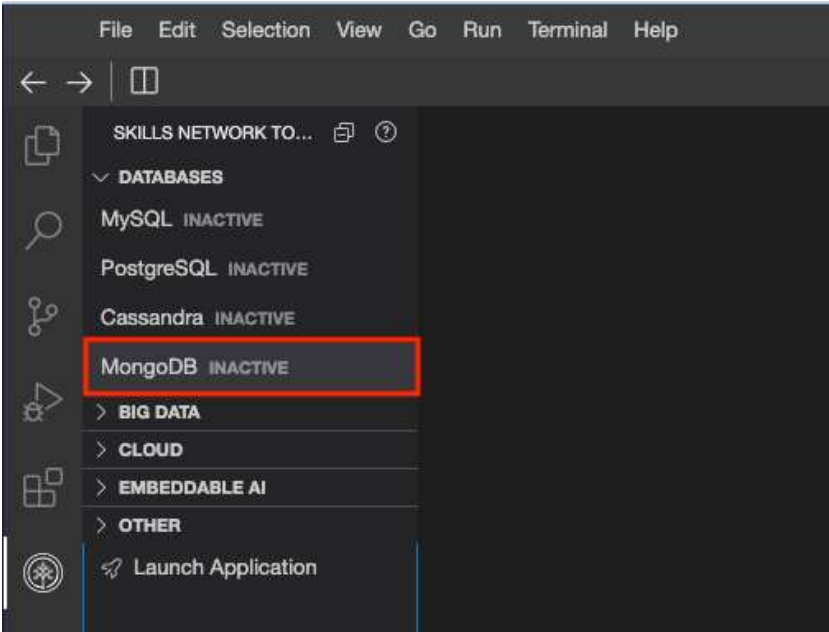 File Edit Selection View Go Run Terminal Help
SKILLS NETWORK TO...
DATABASES
MySQL INACTIVE
PostgreSQL INACTIVE
Cassandra INACTIVE
MongoDB INACTIVE
BIG DATA
CLOUD
EMBEDDABLE AI
OTHER
Launch Application